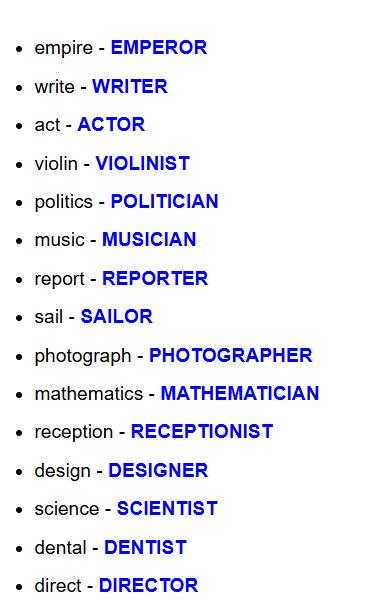 • empire - EMPEROR
• write - WRITER
• act - ACTOR
• violin - VIOLINIST
• politics - POLITICIAN
• music - MUSICIAN
• report - REPORTER
• sail - SAILOR
• photograph - PHOTOGRAPHER
• mathematics - MATHEMATICIAN
• reception - RECEPTIONIST
• design - DESIGNER
• science - SCIENTIST
• dental - DENTIST
• direct - DIRECTOR